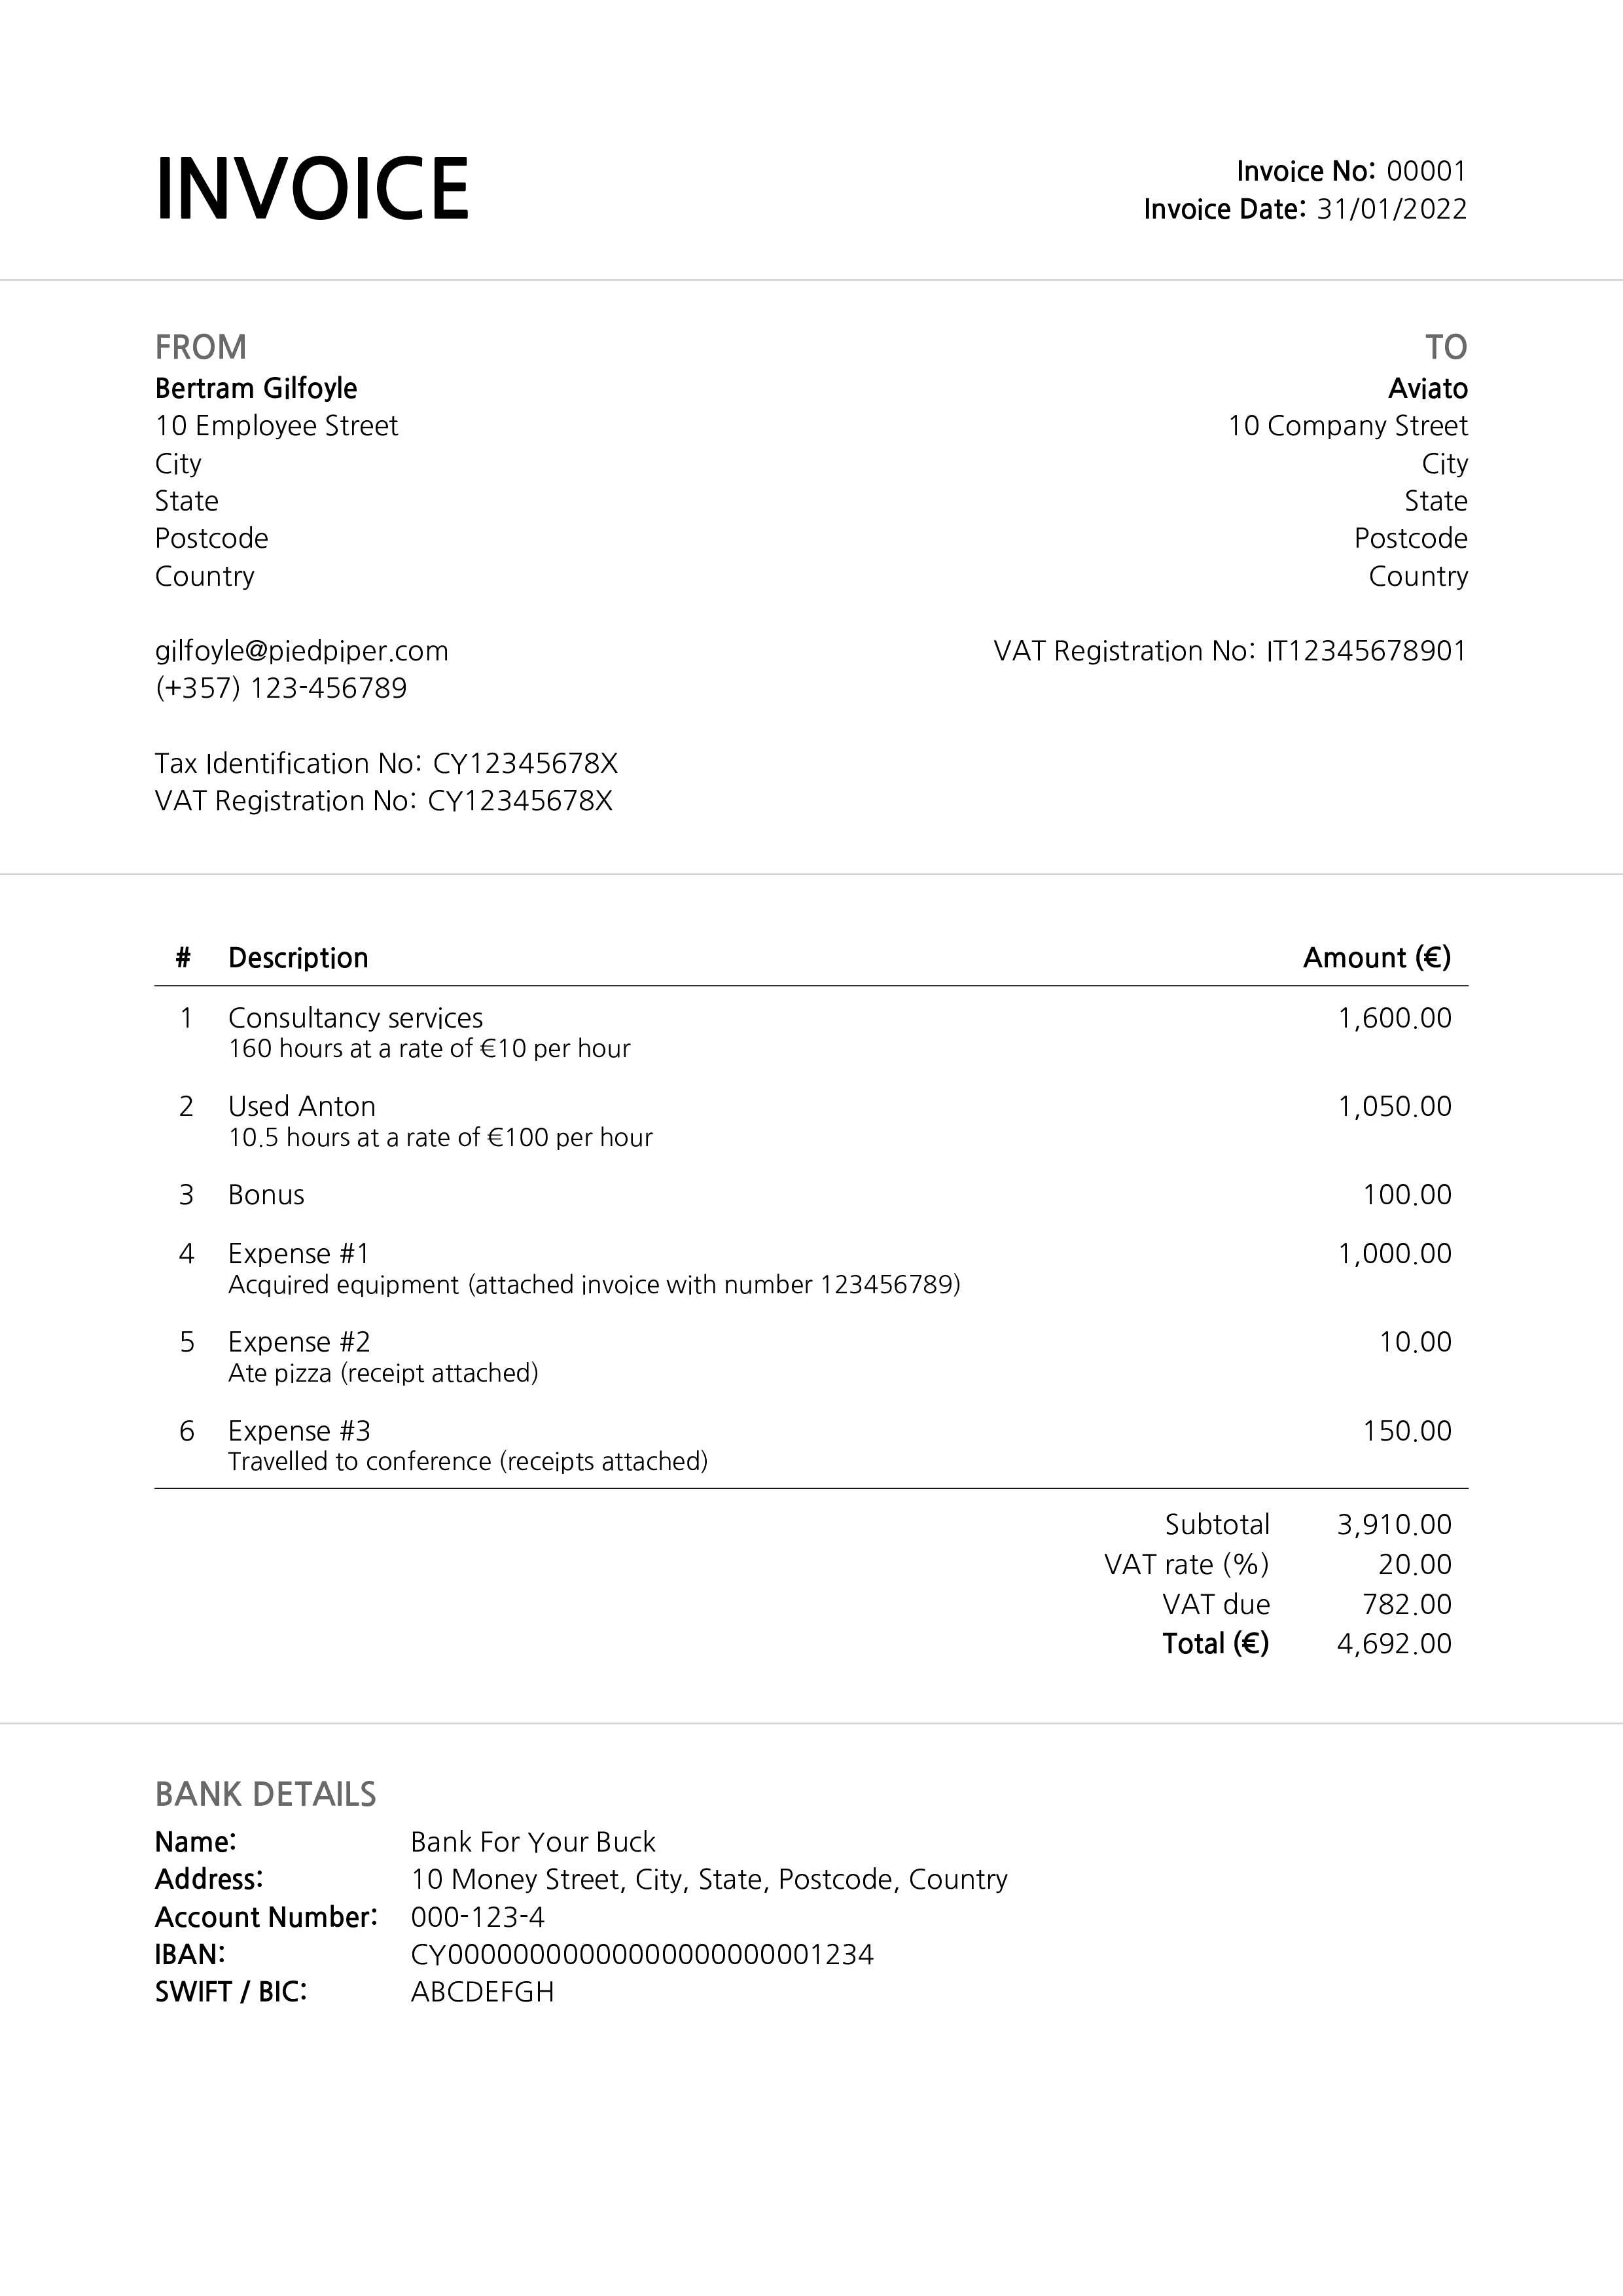 INVOICE
Invoice No: 00001
Invoice Date: 31/01/2022
FROM
Bertram Gilfoyle
10 Employee Street
City
State
Postcode
Country
gilfoyle@piedpiper.com
(+357) 123-456789
Tax Identification No: CY12345678X
VAT Registration No: CY12345678X
TO
Aviato
10 Company Street
City
State
Postcode
Country
VAT Registration No: IT12345678901
# Description Amount (€)
1 Consultancy services 1,600.00
160 hours at a rate of €10 per hour
2 Used Anton 1,050.00
10.5 hours at a rate of €100 per hour
3 Bonus 100.00
4 Expense #1 1,000.00
Acquired equipment (attached invoice with number 123456789)
5 Expense #2 10.00
Ate pizza (receipt attached)
6 Expense #3 150.00
Travelled to conference (receipts attached)
Subtotal 3,910.00
VAT rate (%) 20.00
VAT due 782.00
Total (€) 4,692.00
BANK DETAILS
Name: Bank For Your Buck
Address: 10 Money Street, City, State, Postcode, Country
Account Number: 000-123-4
IBAN: CY00000000000000000000001234
SWIFT / BIC: ABCDEFGH